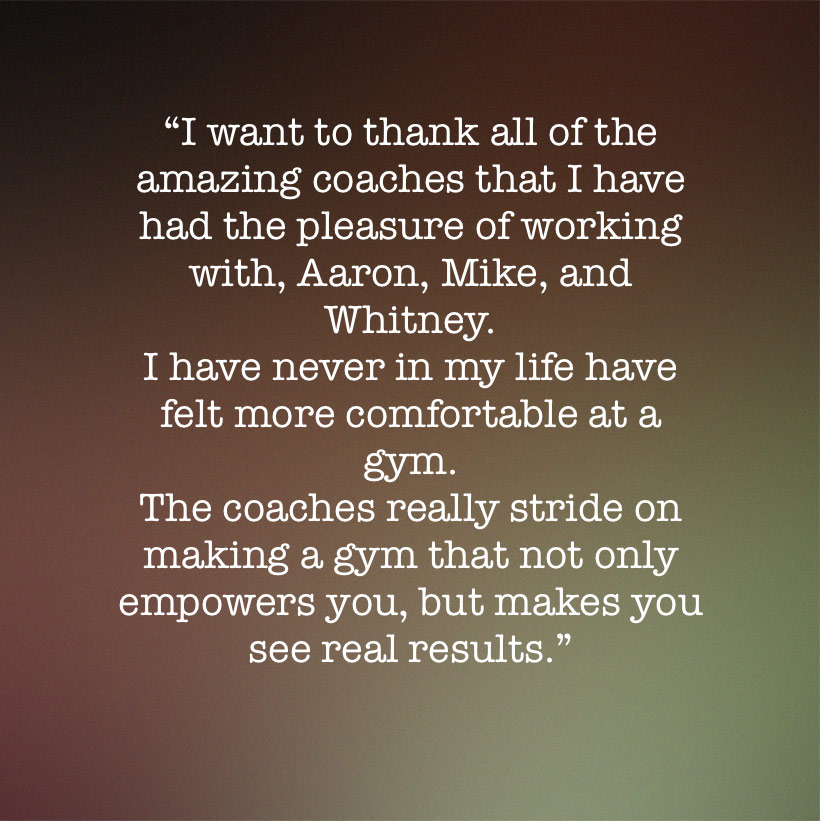 “I want to thank all of the
amazing coaches that I have
had the pleasure of working
with, Aaron, Mike, and
Whitney.
I have never in my life have
felt more comfortable at a
gym.
The coaches really stride on
making a gym that not only
empowers you, but makes you
see real results.”